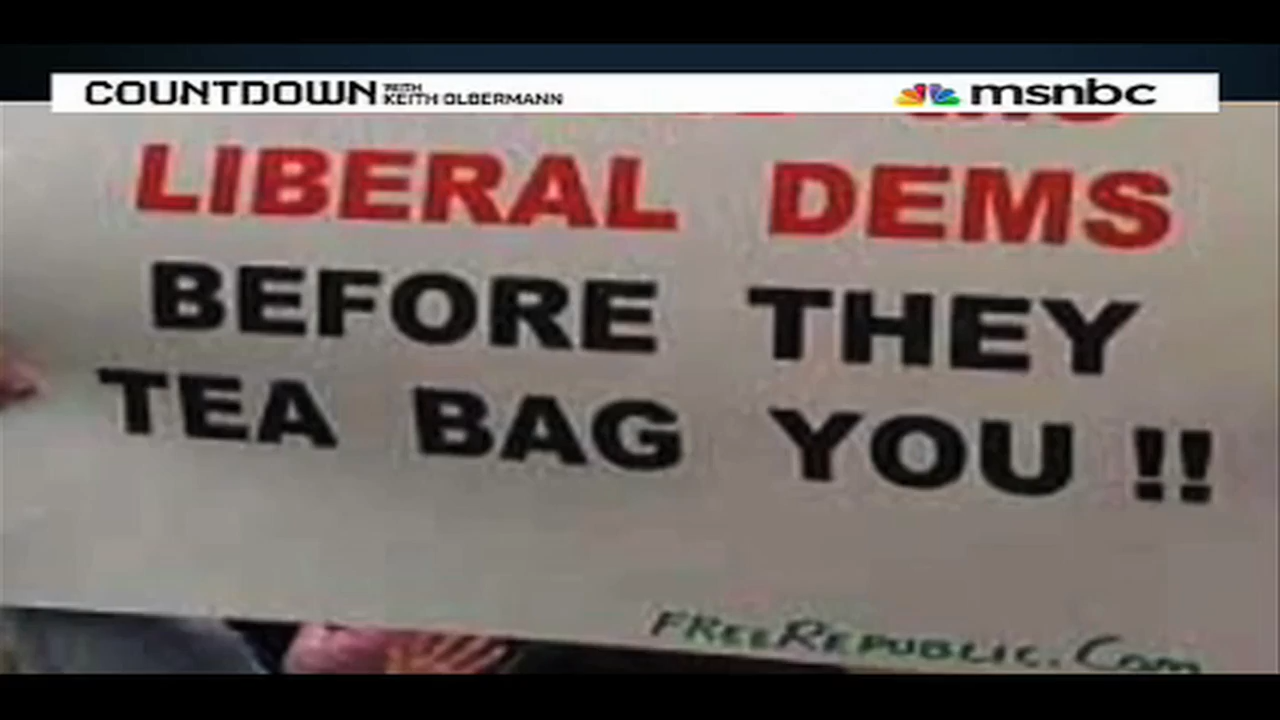 COUNTDOWN WITH KEITH OLBERMANN
msnbc
LIBERAL DEMS
BEFORE THEY
TEA BAG YOU !!
FREEREPUBLIC.Com